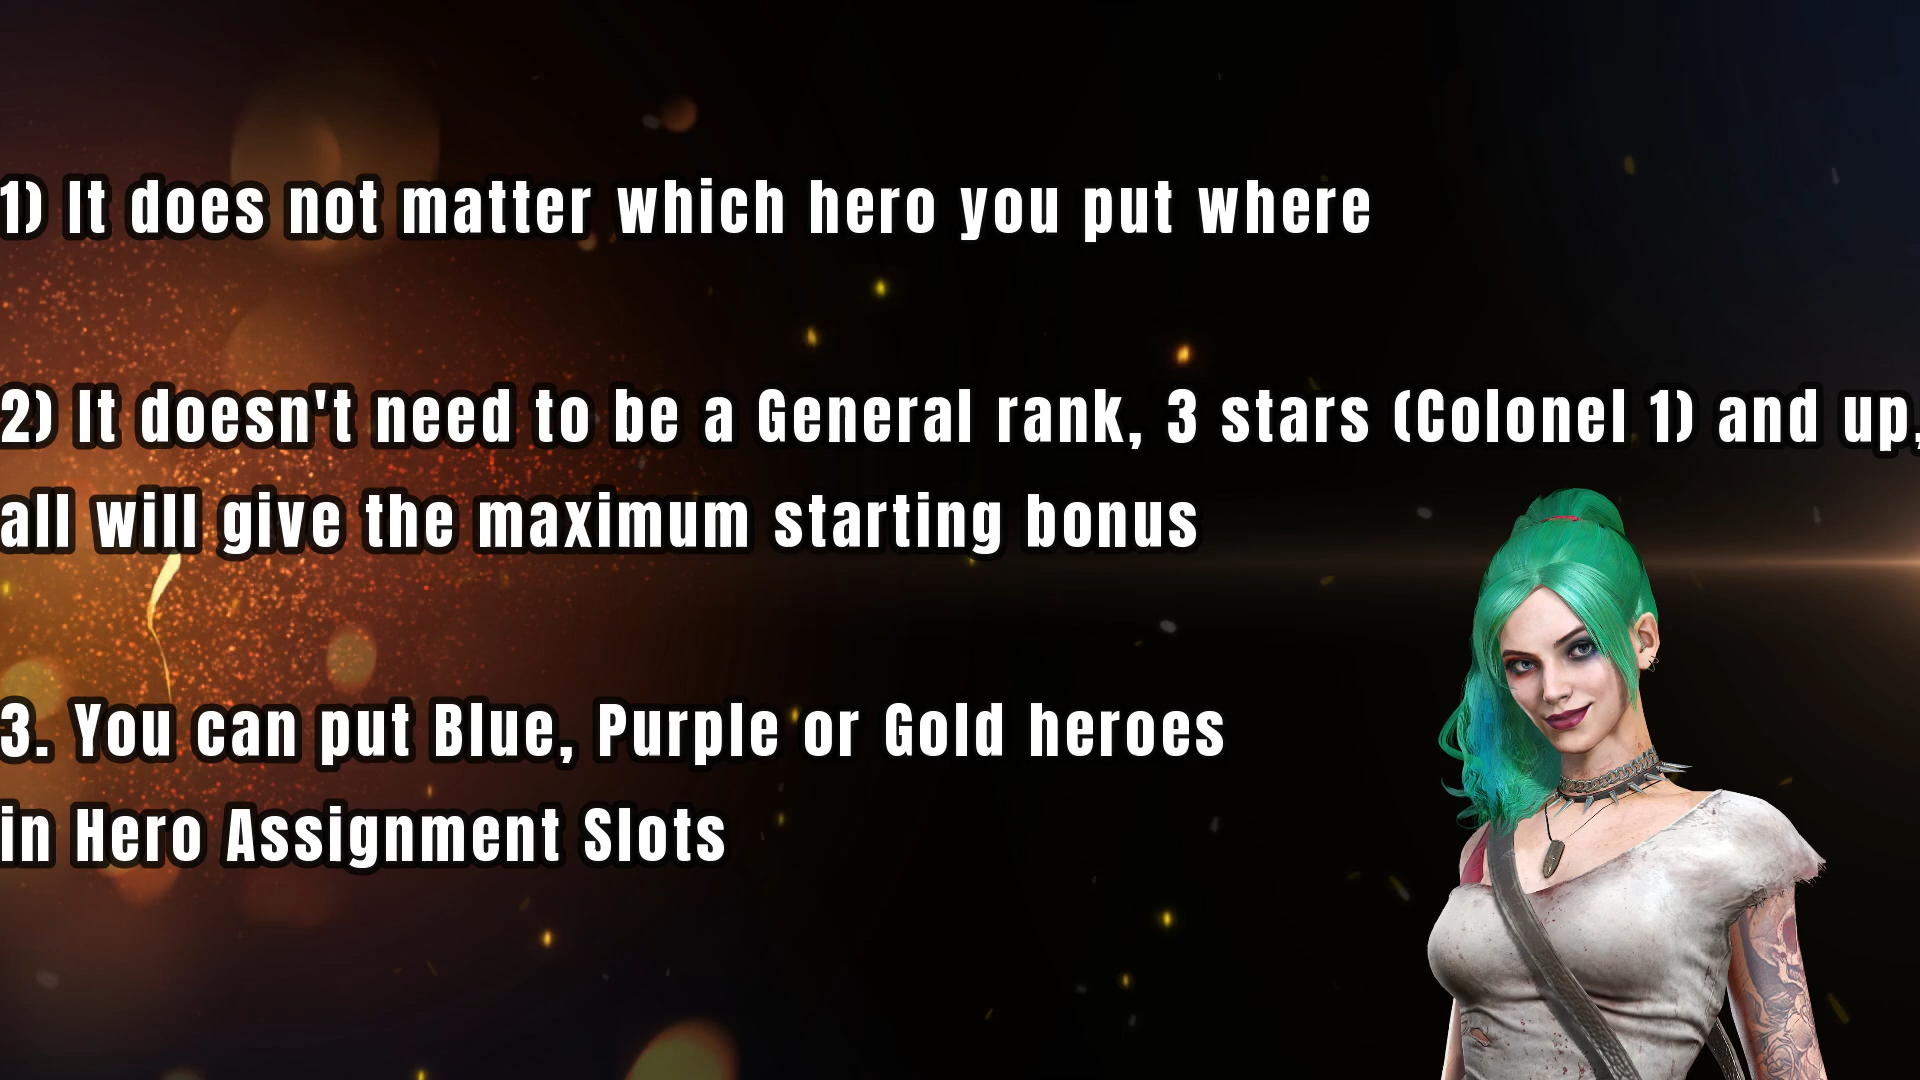 1) It does not matter which hero you put where
2) It doesn't need to be a General rank, 3 stars (Colonel 1) and up,
all will give the maximum starting bonus
3. You can put Blue, Purple or Gold heroes
in Hero Assignment Slots